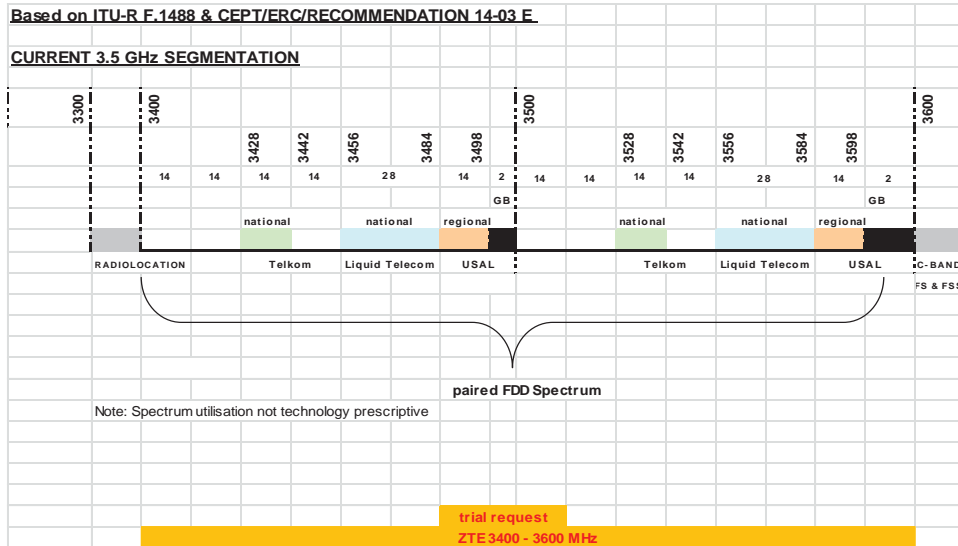 Based on ITU-R F.1488 & CEPT/ERC/RECOMMENDATION 14-03 E
CURRENT 3.5 GHz SEGMENTATION
3300 3400 3500 3600
3428 3442 3456 3484 3498 3528 3542 3556 3584 3598
14 14 14 14 28 14 2 14 14 14 14 28 14 2
GB GB
national national regional national national regional
RADIOLOCATION Telkom Liquid Telecom USAL Telkom Liquid Telecom USAL C-BAND
FS & FSS
paired FDD Spectrum
Note: Spectrum utilisation not technology prescriptive
trial request
ZTE 3400 - 3600 MHz